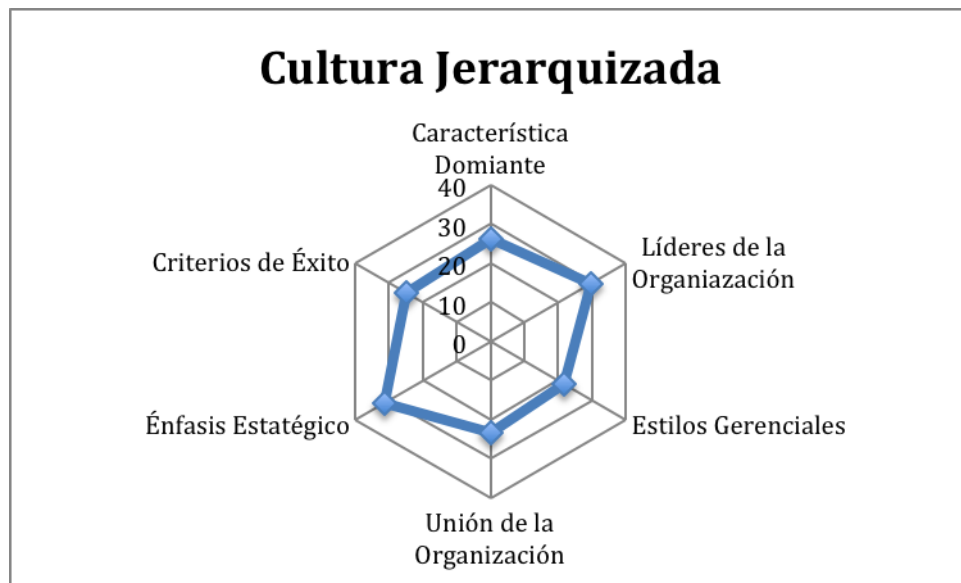 Cultura Jerarquizada
Característica
Domiante
40
30
20
10
0
Líderes de la
Organiazación
Criterios de Éxito
Énfasis Estatégico
Estilos Gerenciales
Unión de la
Organización